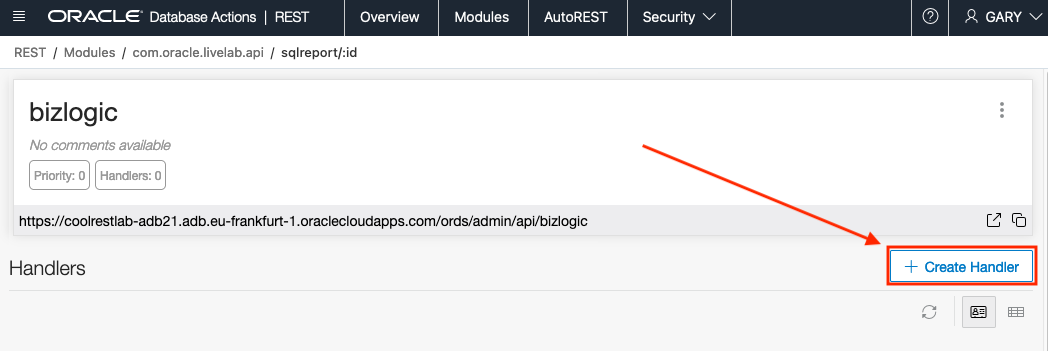 ORACLE Database Actions | REST Overview Modules AutoREST Security GARY
REST / Modules / com.oracle.livelab.api / sqlreport/:id
bizlogic
No comments available
Priority: 0 Handlers: 0
https://coolrestlab-adb21.adb.eu-frankfurt-1.oraclecloudapps.com/ords/admin/api/bizlogic
Handlers
+ Create Handler